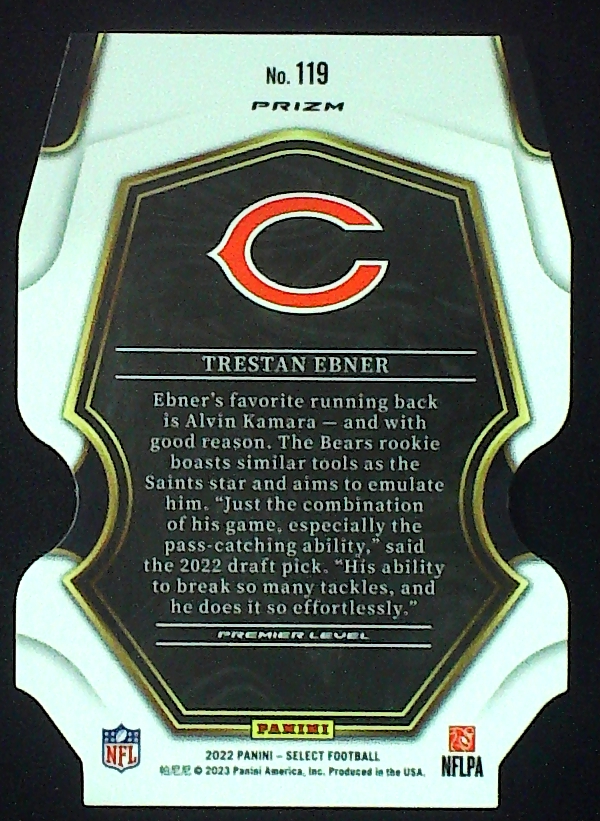 No. 119
PRIZM
TRESTAN EBNER
Ebner's favorite running back
is Alvin Kamara — and with
good reason. The Bears rookie
boasts similar tools as the
Saints star and aims to emulate
him. “Just the combination
of his game, especially the
pass-catching ability,” said
the 2022 draft pick. “His ability
to break so many tackles, and
he does it so effortlessly.”
PREMIER LEVEL
PANINI
NFL
2022 PANINI – SELECT FOOTBALL
帕尼尼 © 2023 Panini America, Inc. Produced in the USA.
NFLPA